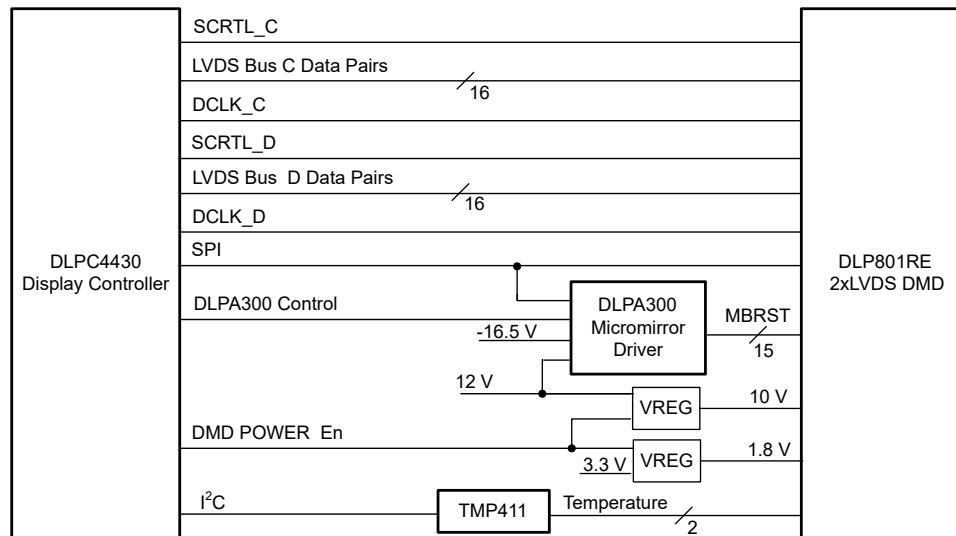 SCRTL_C
LVDS Bus C Data Pairs
16
DCLK_C
SCRTL_D
LVDS Bus D Data Pairs
16
DCLK_D
SPI
DLPC4430
Display Controller
DLP801RE
2xLVDS DMD
DLPA300 Control
DLPA300
Micromirror
Driver
MBRST
15
-16.5 V
12 V
VREG
10 V
DMD POWER En
3.3 V
VREG
1.8 V
I²C
TMP411
Temperature
2